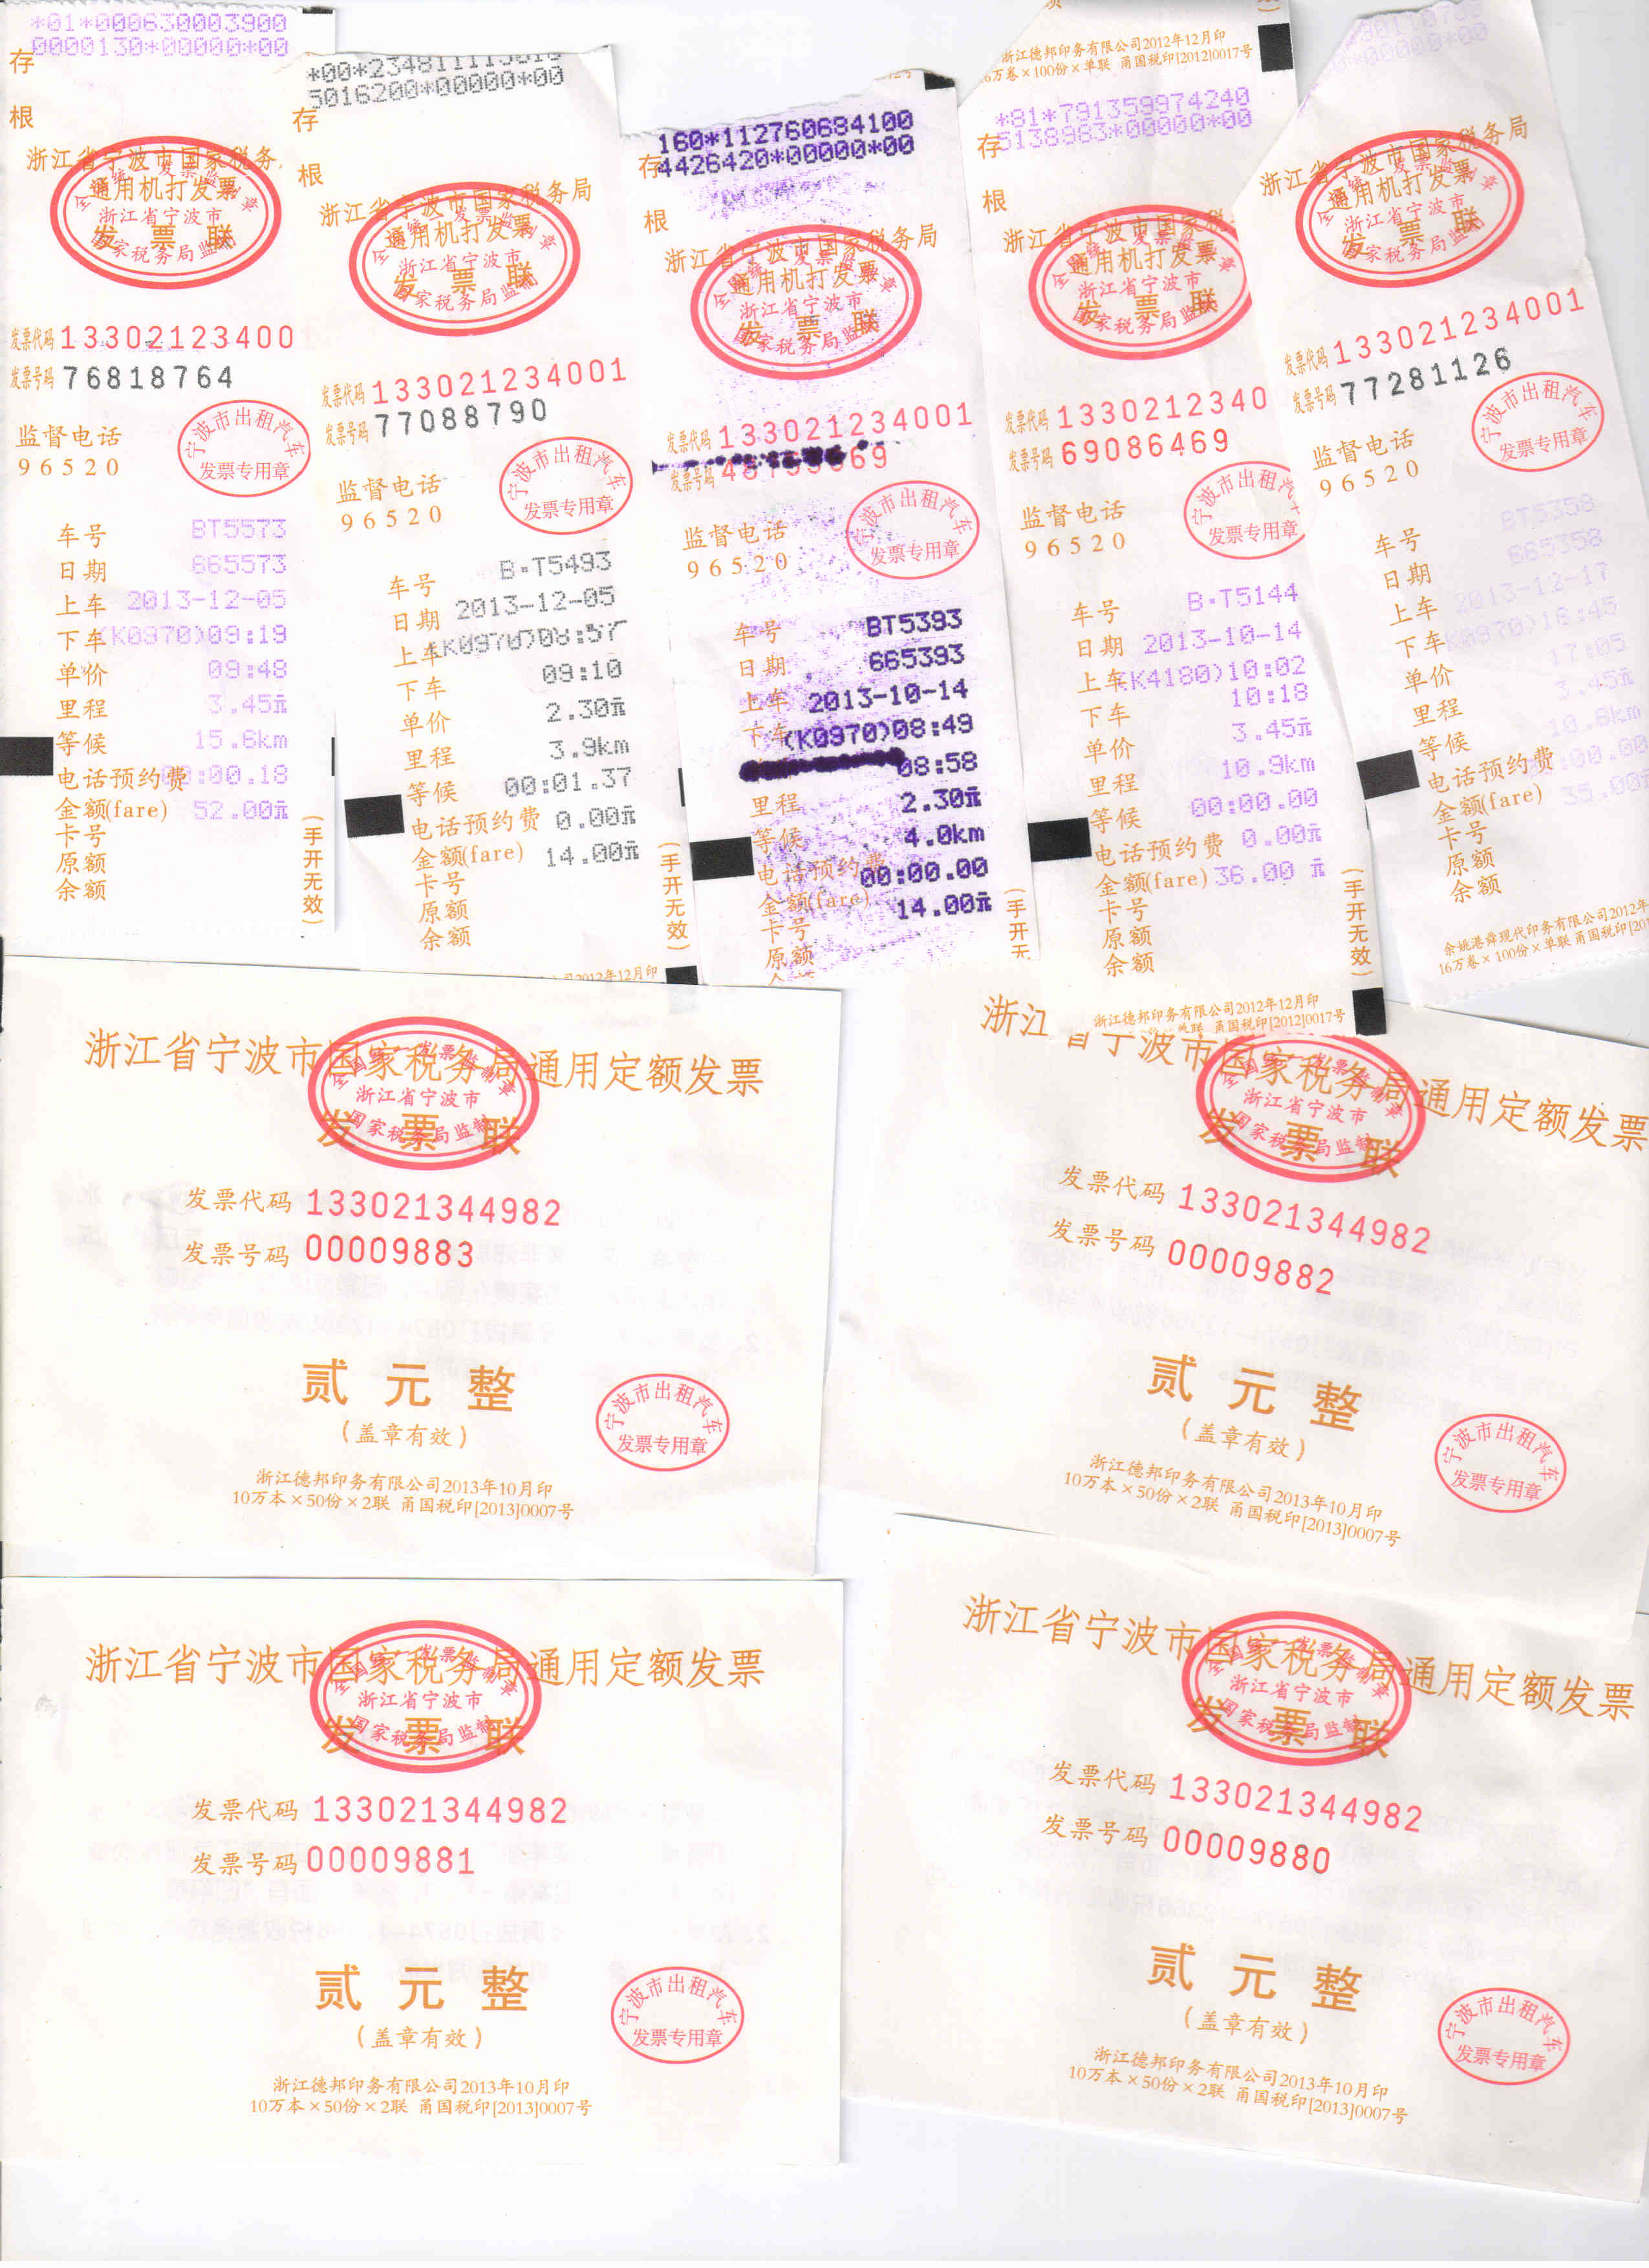 *01*000630003900
0000130*00000*00
存
根
浙江省宁波市国家税务
通用机打发票
发 票 联
全国统一发票监制章
浙江省宁波市
国家税务局监制
发票代码 13302123400
发票号码 76818764
监督电话
96520
宁波市出租汽车
发票专用章
车号 BT5573
日期 665573
上车 2013-12-05
下车 (K0970)09:19
单价 09:48
里程 3.45元
等候 15.6km
电话预约费 00:00.18
金额(fare) 52.00元
卡号
原额
余额
(手开无效)
5016200*00000*00
存
根
浙江省宁波市国家税务局
通用机打发票
发 票 联
浙江省宁波市
国家税务局监制
发票代码 133021234001
发票号码 77088790
监督电话
96520
宁波市出租汽车
发票专用章
车号 B·T5493
日期 2013-12-05
上车 (K0970)08:57
下车 09:10
单价 2.30元
里程 3.9km
等候 00:01.37
电话预约费 0.00元
金额(fare) 14.00元
卡号
原额
余额
(手开无效)
2012年12月印
160*112760684100
4426420*00000*00
存
根
浙江省宁波市国家税务局
通用机打发票
发 票 联
浙江省宁波市
国家税务局监制
发票代码 133021234001
发票号码
监督电话
96520
宁波市出租汽车
发票专用章
车号 BT5393
日期 665393
上车 2013-10-14
下车 (K0970)08:49
08:58
里程 2.30元
等候 4.0km
电话预约费 00:00.00
金额(fare) 14.00元
卡号
原额
(手开无
浙江德邦印务有限公司2012年12月印
6万卷×100份×单联 甬国税印[2012]0017号
*81*791359974240
5138983*00000*00
存
根
浙江省宁波市国家税务
通用机打发票
发 票 联
浙江省宁波市
国家税务局监制
发票代码 1330212340
发票号码 69086469
监督电话
96520
宁波市出租汽车
发票专用章
车号 B·T5144
日期 2013-10-14
上车 (K4180)10:02
下车 10:18
单价 3.45元
里程 10.9km
等候 00:00.00
电话预约费 0.00元
金额(fare) 36.00 元
卡号
原额
余额
(手开无效)
浙江德邦印务有限公司2012年12月印
甬国税印[2012]0017号
浙江省宁波市国家税务局
通用机打发票
发 票 联
浙江省宁波市
国家税务局监制
发票代码 133021234001
发票号码 77281126
监督电话
96520
宁波市出租汽车
发票专用章
车号 BT5358
日期 665358
上车 2013-12-17
下车 (K0970)16:45
单价 17:05
里程 3.45元
等候 10.8km
电话预约费 00:00.00
金额(fare) 35.00
卡号
原额
余额
余姚港舜现代印务有限公司2012年
16万卷×100份×单联 甬国税印[201
浙江省宁波市国家税务局通用定额发票
发 票 联
全国统一发票监制章
浙江省宁波市
国家税务局监制
发票代码 133021344982
发票号码 00009883
贰 元 整
(盖章有效)
宁波市出租汽车
发票专用章
浙江德邦印务有限公司2013年10月印
10万本×50份×2联 甬国税印[2013]0007号
浙江省宁波市国家税务局通用定额发票
发 票 联
全国统一发票监制章
浙江省宁波市
国家税务局监制
发票代码 133021344982
发票号码 00009882
贰 元 整
(盖章有效)
宁波市出租汽车
发票专用章
浙江德邦印务有限公司2013年10月印
10万本×50份×2联 甬国税印[2013]0007号
浙江省宁波市国家税务局通用定额发票
发 票 联
全国统一发票监制章
浙江省宁波市
国家税务局监制
发票代码 133021344982
发票号码 00009881
贰 元 整
(盖章有效)
宁波市出租汽车
发票专用章
浙江德邦印务有限公司2013年10月印
10万本×50份×2联 甬国税印[2013]0007号
浙江省宁波市国家税务局通用定额发票
发 票 联
全国统一发票监制章
浙江省宁波市
国家税务局监制
发票代码 133021344982
发票号码 00009880
贰 元 整
(盖章有效)
宁波市出租汽车
发票专用章
浙江德邦印务有限公司2013年10月印
10万本×50份×2联 甬国税印[2013]0007号